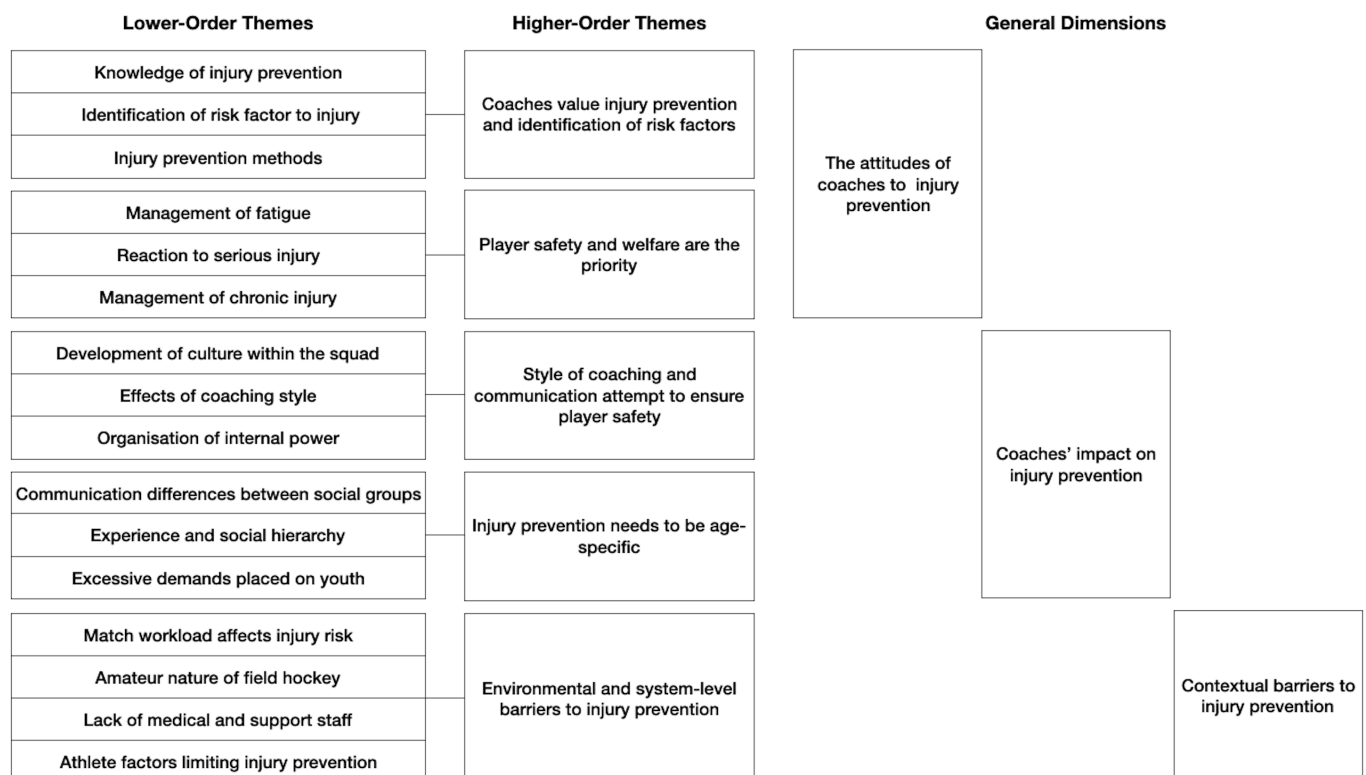 Lower-Order Themes
Higher-Order Themes
General Dimensions
Knowledge of injury prevention
Identification of risk factor to injury
Injury prevention methods
Coaches value injury prevention
and identification of risk factors
The attitudes of
coaches to injury
prevention
Management of fatigue
Reaction to serious injury
Management of chronic injury
Player safety and welfare are the
priority
Development of culture within the squad
Effects of coaching style
Organisation of internal power
Style of coaching and
communication attempt to ensure
player safety
Coaches’ impact on
injury prevention
Communication differences between social groups
Experience and social hierarchy
Excessive demands placed on youth
Injury prevention needs to be age-
specific
Match workload affects injury risk
Amateur nature of field hockey
Lack of medical and support staff
Athlete factors limiting injury prevention
Environmental and system-level
barriers to injury prevention
Contextual barriers to
injury prevention